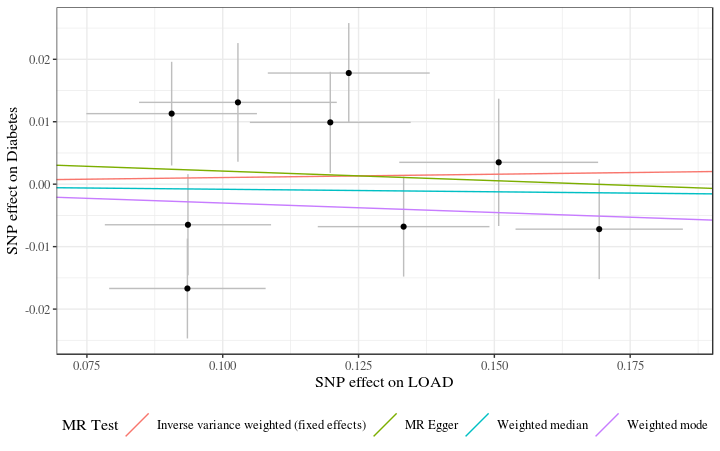 SNP effect on Diabetes
0.02
0.01
0.00
-0.01
-0.02
0.075
0.100
0.125
0.150
0.175
SNP effect on LOAD
MR Test
Inverse variance weighted (fixed effects)
MR Egger
Weighted median
Weighted mode